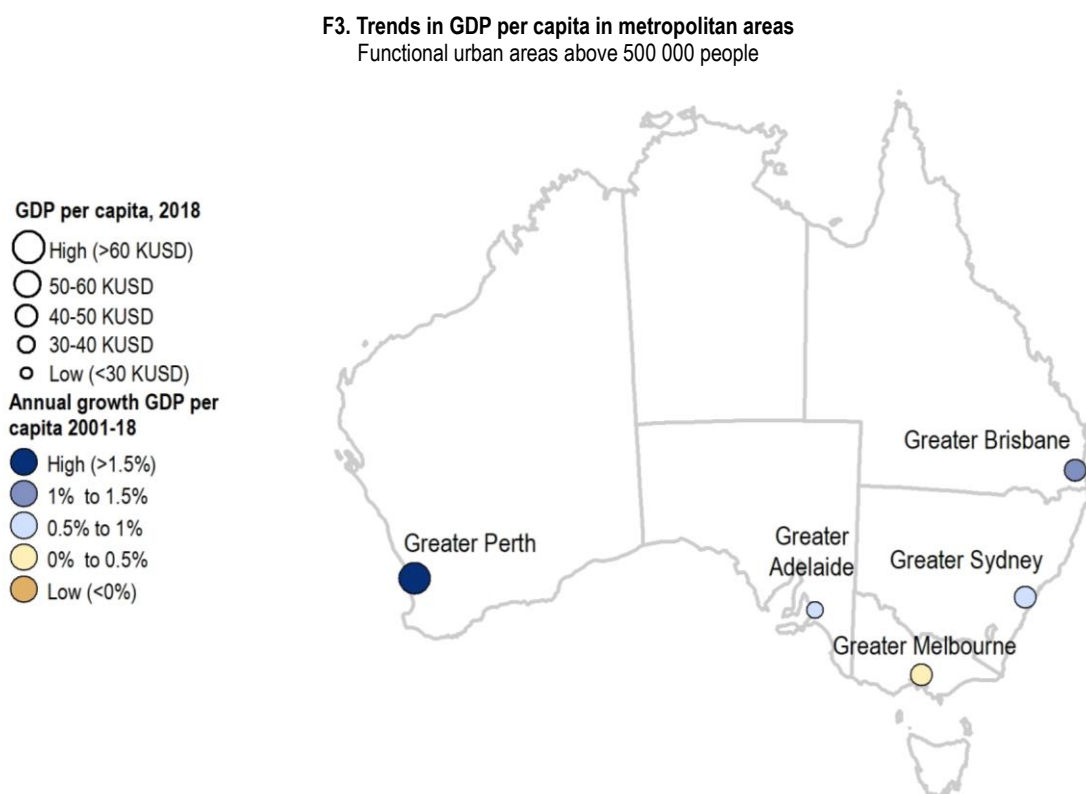 F3. Trends in GDP per capita in metropolitan areas
Functional urban areas above 500 000 people
GDP per capita, 2018
High (>60 KUSD)
50-60 KUSD
40-50 KUSD
30-40 KUSD
Low (<30 KUSD)
Annual growth GDP per
capita 2001-18
High (>1.5%)
1% to 1.5%
0.5% to 1%
0% to 0.5%
Low (<0%)
Greater Brisbane
Greater Perth
Greater
Adelaide
Greater Sydney
Greater Melbourne